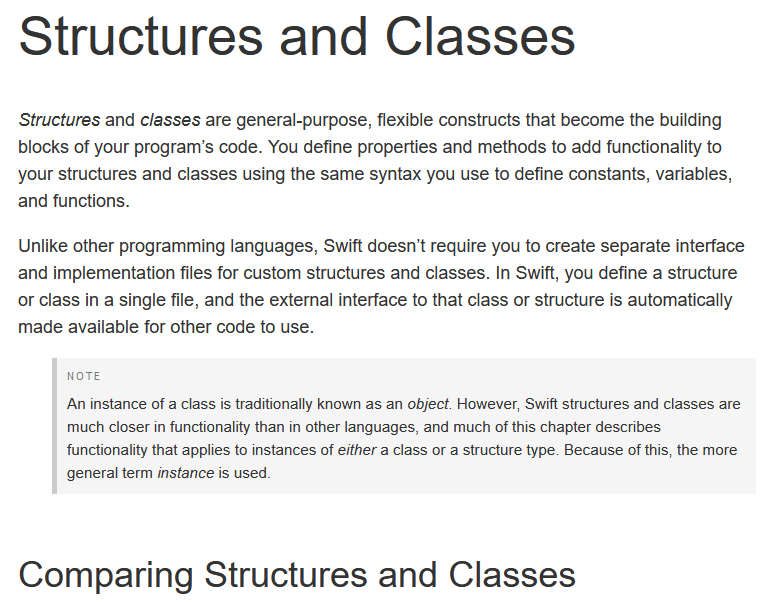 Structures and Classes
Structures and classes are general-purpose, flexible constructs that become the building
blocks of your program’s code. You define properties and methods to add functionality to
your structures and classes using the same syntax you use to define constants, variables,
and functions.
Unlike other programming languages, Swift doesn’t require you to create separate interface
and implementation files for custom structures and classes. In Swift, you define a structure
or class in a single file, and the external interface to that class or structure is automatically
made available for other code to use.
NOTE
An instance of a class is traditionally known as an object. However, Swift structures and classes are
much closer in functionality than in other languages, and much of this chapter describes
functionality that applies to instances of either a class or a structure type. Because of this, the more
general term instance is used.
Comparing Structures and Classes